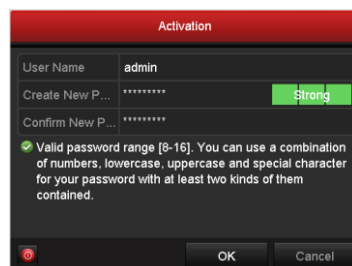 Activation
User Name admin
Create New P... ********* Strong
Confirm New P... *********
Valid password range [8-16]. You can use a combination
of numbers, lowercase, uppercase and special character
for your password with at least two kinds of them
contained.
OK Cancel